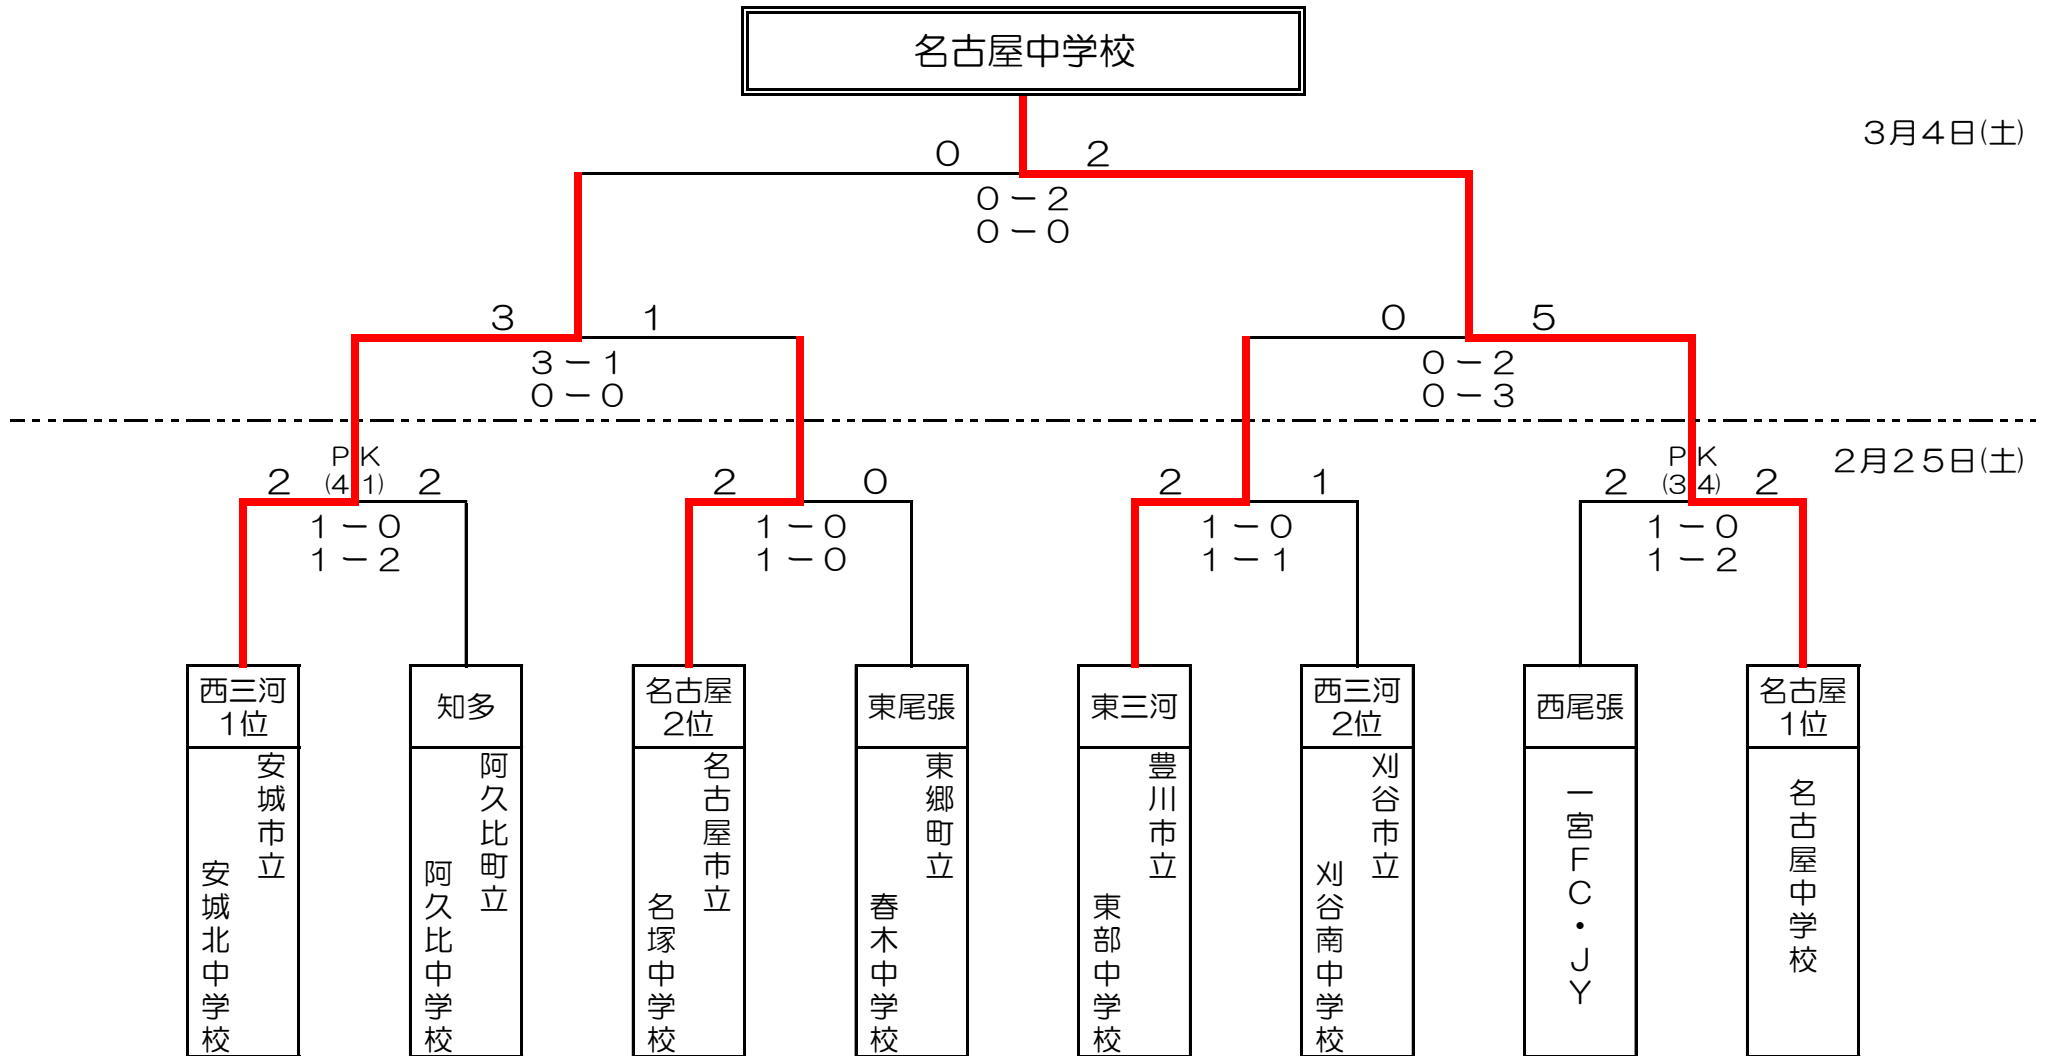 名古屋中学校
3月4日(土)
0 2
0－2
0－0
3 1
3－1
0－0
0 5
0－2
0－3
2月25日(土)
2 PK (4 1) 2
1－0
1－2
2 0
1－0
1－0
2 1
1－0
1－1
2 PK (3 4) 2
1－0
1－2
西三河
1位
安城市立
安城北中学校
知多
阿久比町立
阿久比中学校
名古屋
2位
名古屋市立
名塚中学校
東尾張
東郷町立
春木中学校
東三河
豊川市立
東部中学校
西三河
2位
刈谷市立
刈谷南中学校
西尾張
一宮FC・JY
名古屋
1位
名古屋中学校